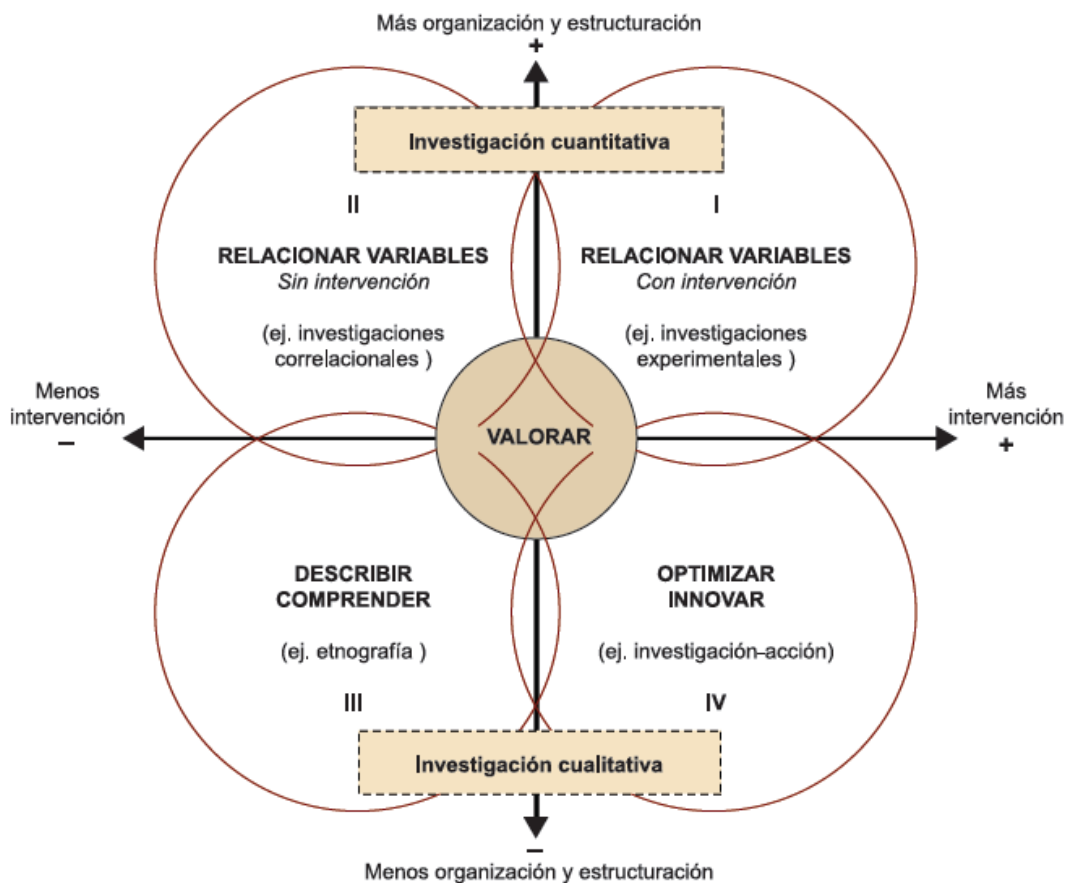 Más organización y estructuración
+
Investigación cuantitativa
II
I
RELACIONAR VARIABLES
Sin intervención
RELACIONAR VARIABLES
Con intervención
(ej. investigaciones
correlacionales )
(ej. investigaciones
experimentales )
Menos
intervención
–
VALORAR
Más
intervención
+
DESCRIBIR
COMPRENDER
OPTIMIZAR
INNOVAR
(ej. etnografía )
(ej. investigación–acción)
III
IV
Investigación cualitativa
–
Menos organización y estructuración